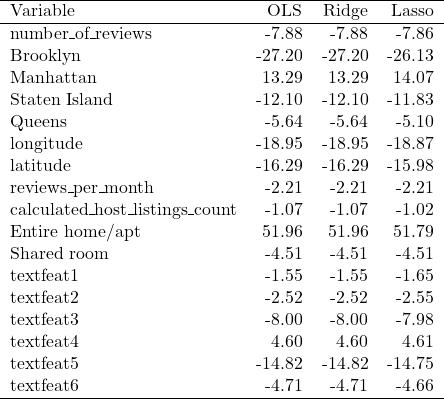 Variable OLS Ridge Lasso
number_of_reviews -7.88 -7.88 -7.86
Brooklyn -27.20 -27.20 -26.13
Manhattan 13.29 13.29 14.07
Staten Island -12.10 -12.10 -11.83
Queens -5.64 -5.64 -5.10
longitude -18.95 -18.95 -18.87
latitude -16.29 -16.29 -15.98
reviews_per_month -2.21 -2.21 -2.21
calculated_host_listings_count -1.07 -1.07 -1.02
Entire home/apt 51.96 51.96 51.79
Shared room -4.51 -4.51 -4.51
textfeat1 -1.55 -1.55 -1.65
textfeat2 -2.52 -2.52 -2.55
textfeat3 -8.00 -8.00 -7.98
textfeat4 4.60 4.60 4.61
textfeat5 -14.82 -14.82 -14.75
textfeat6 -4.71 -4.71 -4.66